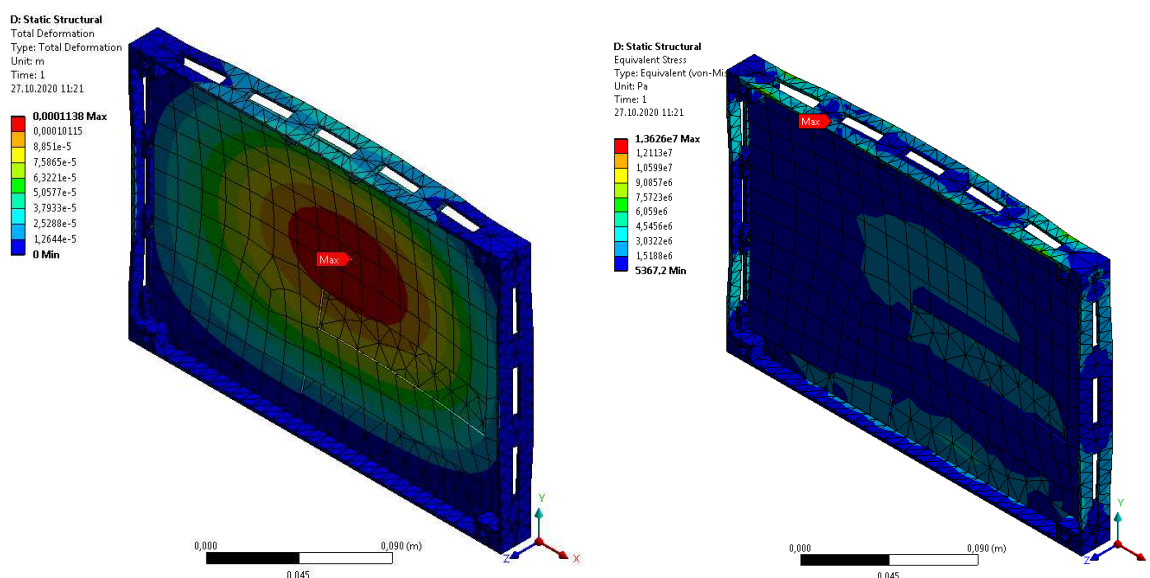 D: Static Structural
Total Deformation
Type: Total Deformation
Unit: m
Time: 1
27.10.2020 11:21
0,0001138 Max
0,00010115
8,851e-5
7,5865e-5
6,3221e-5
5,0577e-5
3,7933e-5
2,5288e-5
1,2644e-5
0 Min
Max
0,000
0,090 (m)
0,045
Y
Z
X
D: Static Structural
Equivalent Stress
Type: Equivalent (von-Mis
Unit: Pa
Time: 1
27.10.2020 11:21
1,3626e7 Max
1,2113e7
1,0599e7
9,0857e6
7,5723e6
6,059e6
4,5456e6
3,0322e6
1,5188e6
5367,2 Min
Max
0,000
0,090 (m)
0,045
Y
Z